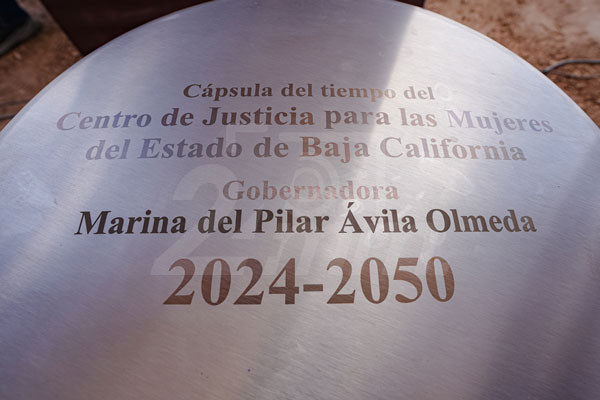 Cápsula del tiempo del
Centro de Justicia para las Mujeres
del Estado de Baja California
Gobernadora
Marina del Pilar Ávila Olmeda
2024-2050